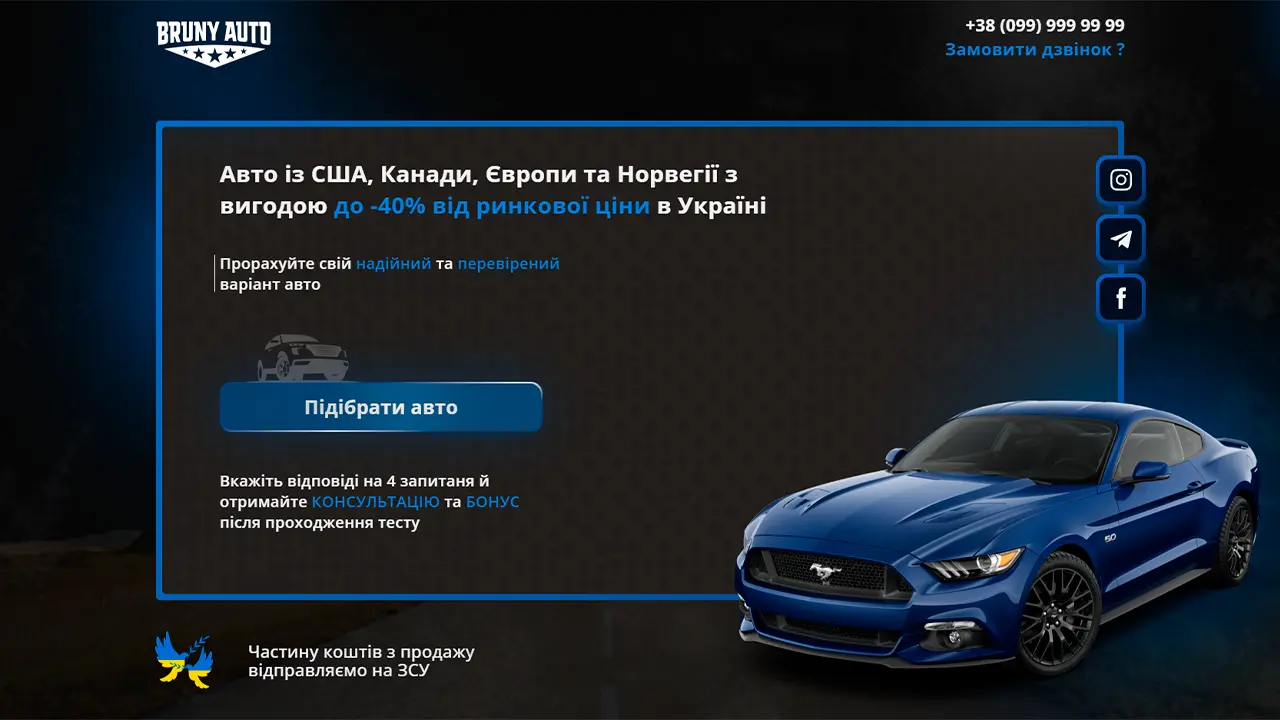 BRUNY AUTO
+38 (099) 999 99 99
Замовити дзвінок ?
Авто із США, Канади, Європи та Норвегії з
вигодою до -40% від ринкової ціни в Україні
Прорахуйте свій надійний та перевірений
варіант авто
Підібрати авто
Вкажіть відповіді на 4 запитаня й
отримайте КОНСУЛЬТАЦІЮ та БОНУС
після проходження тесту
5.0
Частину коштів з продажу
відправляємо на ЗСУ